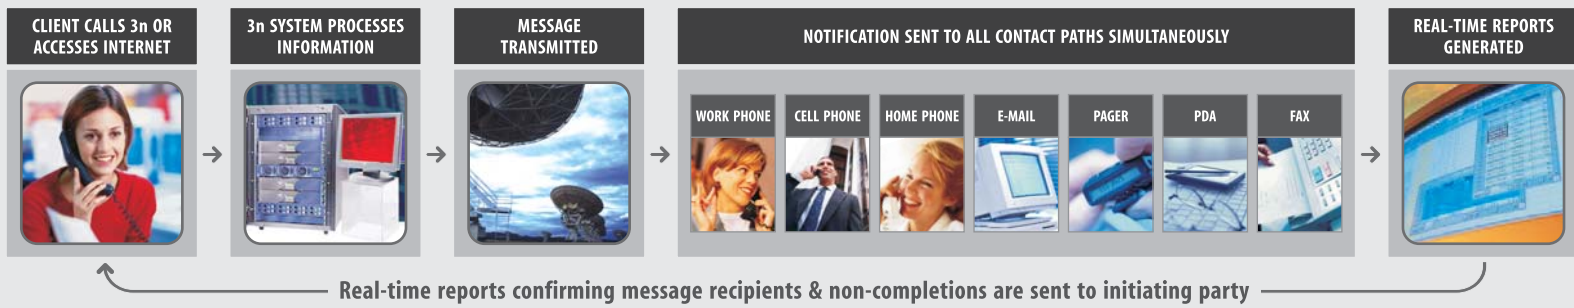 CLIENT CALLS 3n OR
ACCESSES INTERNET
3n SYSTEM PROCESSES
INFORMATION
MESSAGE
TRANSMITTED
NOTIFICATION SENT TO ALL CONTACT PATHS SIMULTANEOUSLY
REAL-TIME REPORTS
GENERATED
WORK PHONE
CELL PHONE
HOME PHONE
E-MAIL
PAGER
PDA
FAX
Real-time reports confirming message recipients & non-completions are sent to initiating party